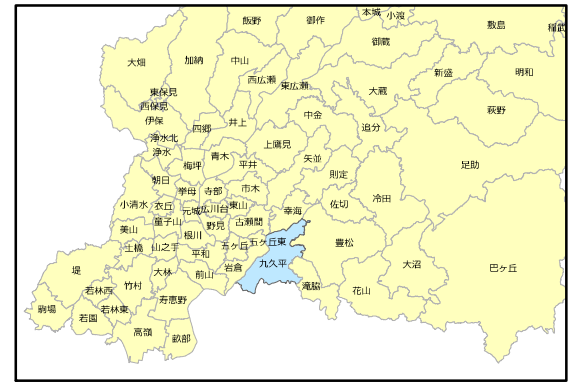 本城
小渡
飯野
御作
敷島
稲武
御蔵
大畑
加納
中山
西広瀬
東広瀬
新盛
明和
東保見
西保見
大蔵
萩野
伊保
四郷
井上
中金
追分
浄水北
浄水
上鷹見
青木
平井
矢並
足助
梅坪
則定
朝日
挙母
寺部
市木
冷田
小清水
衣丘
元城
広川台
東山
幸海
佐切
童子山
野見
古瀬間
美山
根川
土橋
仙之手
五ヶ丘
五ヶ丘東
豊松
平和
堤
大林
前山
岩倉
九久平
大沼
巴ヶ丘
若林西
竹村
滝脇
花山
寿恵野
駒場
若園
若林東
高嶺
畝部